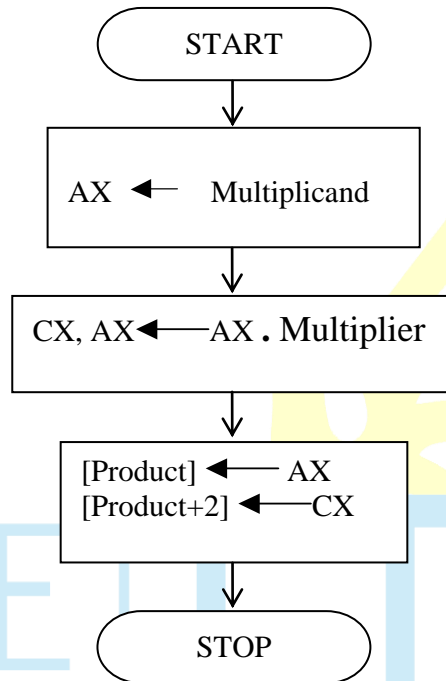 START
AX ← Multiplicand
CX, AX ← AX . Multiplier
[Product] ← AX
[Product+2] ← CX
STOP